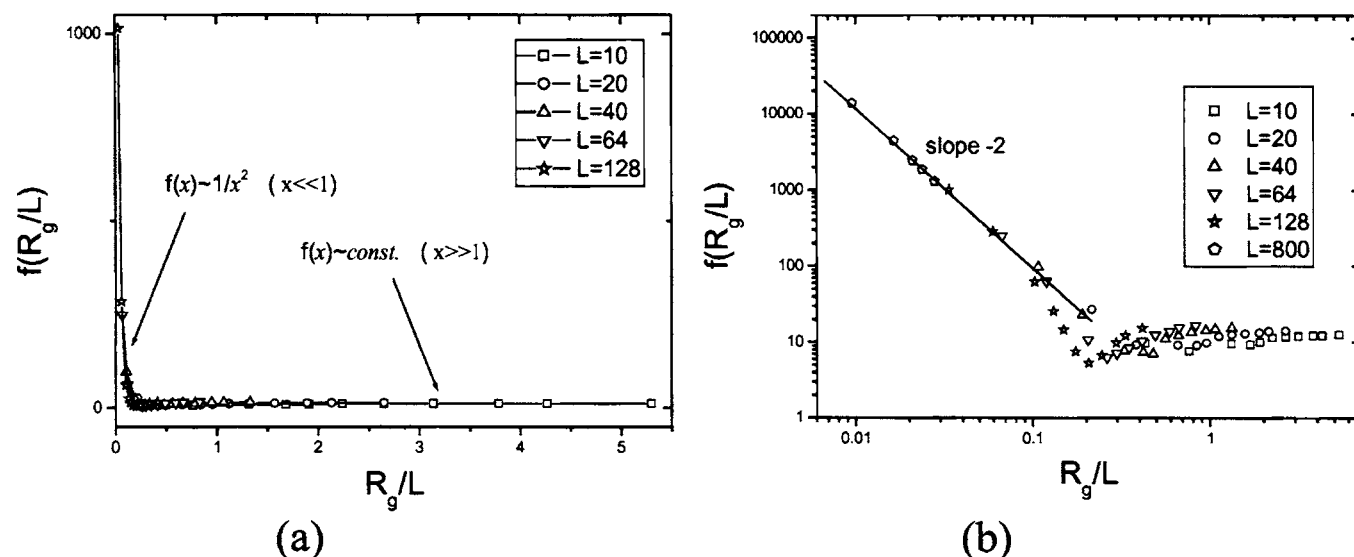 1000
0
f(R_g/L)
f(x)~1/x² ( x<<1)
f(x)~const. ( x>>1)
L=10
L=20
L=40
L=64
L=128
0 1 2 3 4 5
R_g/L
(a)
100000
10000
1000
100
10
1
f(R_g/L)
slope -2
L=10
L=20
L=40
L=64
L=128
L=800
0.01 0.1 1
R_g/L
(b)